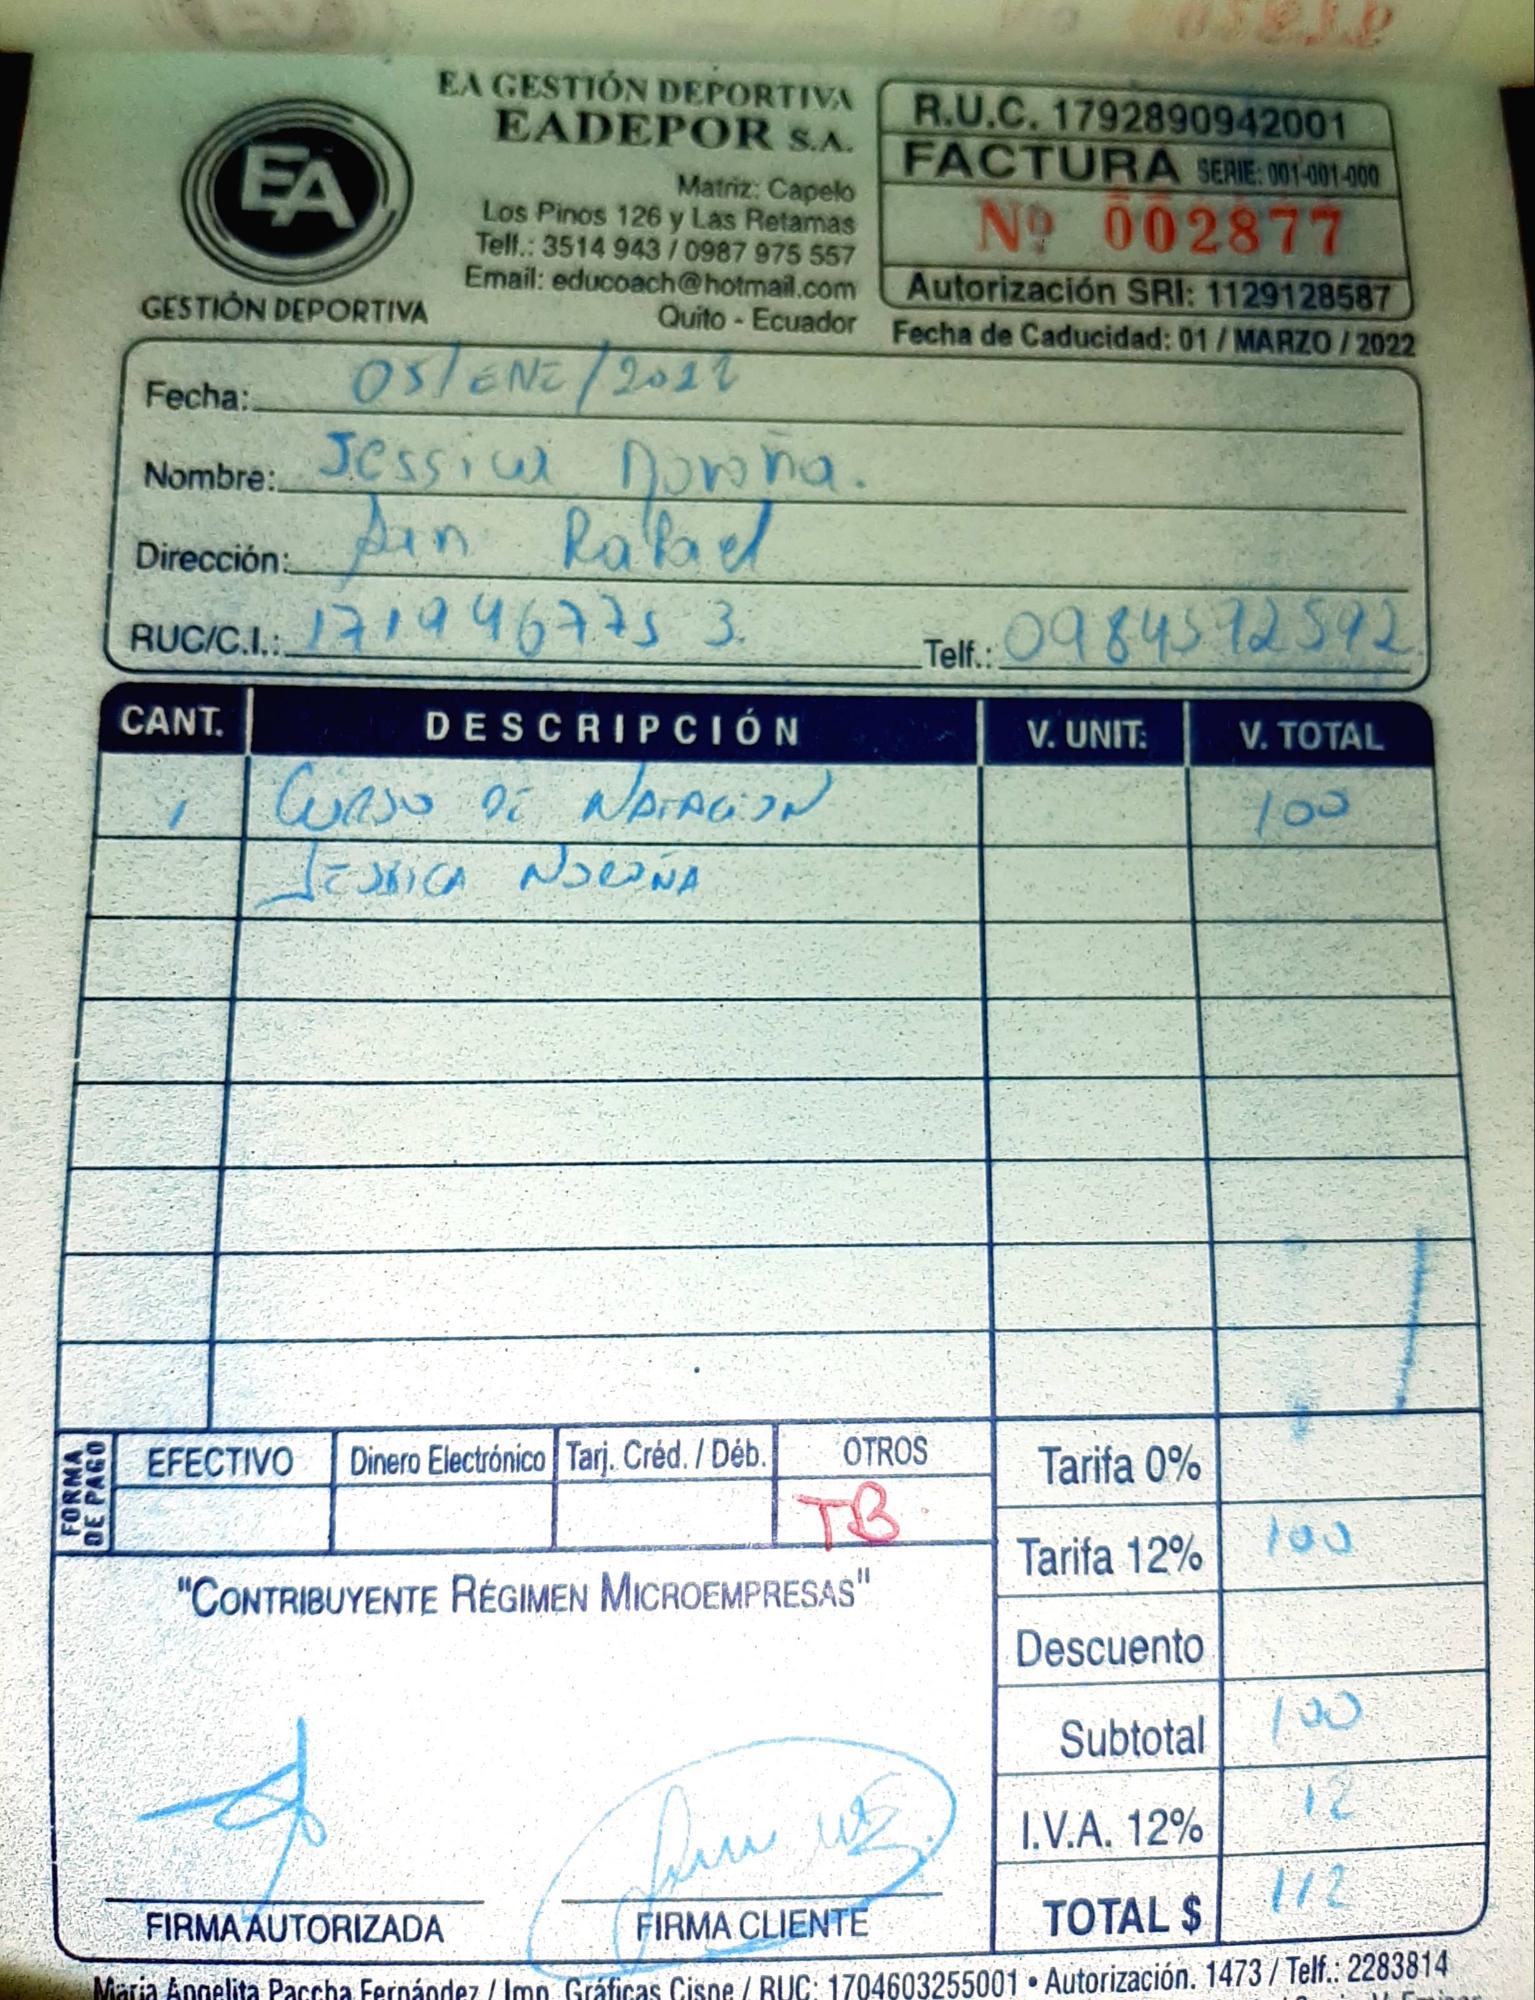 EA GESTIÓN DEPORTIVA
EADEPOR S.A.
Matriz: Capelo
Los Pinos 126 y Las Retamas
Telf.: 3514 943 / 0987 975 557
Email: educoach@hotmail.com
Quito - Ecuador
EA
GESTIÓN DEPORTIVA
R.U.C. 1792890942001
FACTURA SERIE: 001-001-000
Nº 002877
Autorización SRI: 1129128587
Fecha de Caducidad: 01 / MARZO / 2022
Fecha: 05/ENE/2022
Nombre: Jessica Noroña.
Dirección: San Rafael
RUC/C.I.: 1719467753. Telf.: 0984592592
CANT. DESCRIPCIÓN V. UNIT. V. TOTAL
1 CURSO DE NATACION 100
JESSICA NOROÑA
FORMA DE PAGO
EFECTIVO Dinero Electrónico Tarj. Créd. / Déb. OTROS
TB
Tarifa 0%
Tarifa 12% 100
Descuento
Subtotal 100
I.V.A. 12% 12
TOTAL $ 112
"CONTRIBUYENTE RÉGIMEN MICROEMPRESAS"
FIRMA AUTORIZADA FIRMA CLIENTE
María Angelita Paccha Fernández / Imp. Gráficas Cisne / RUC: 1704603255001 • Autorización. 1473 / Telf.: 2283814